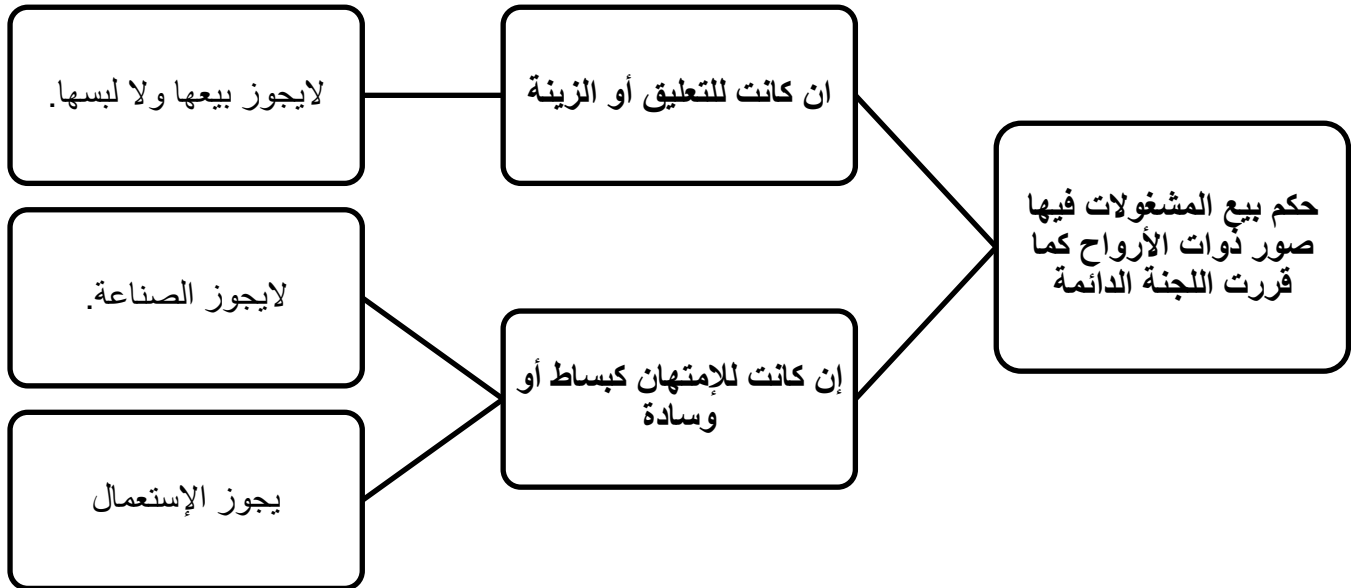 حكم بيع المشغولات فيها
صور ذوات الأرواح كما
قررت اللجنة الدائمة
ان كانت للتعليق أو الزينة
لايجوز بيعها ولا لبسها.
إن كانت للإمتهان كبساط أو
وسادة
لايجوز الصناعة.
يجوز الإستعمال